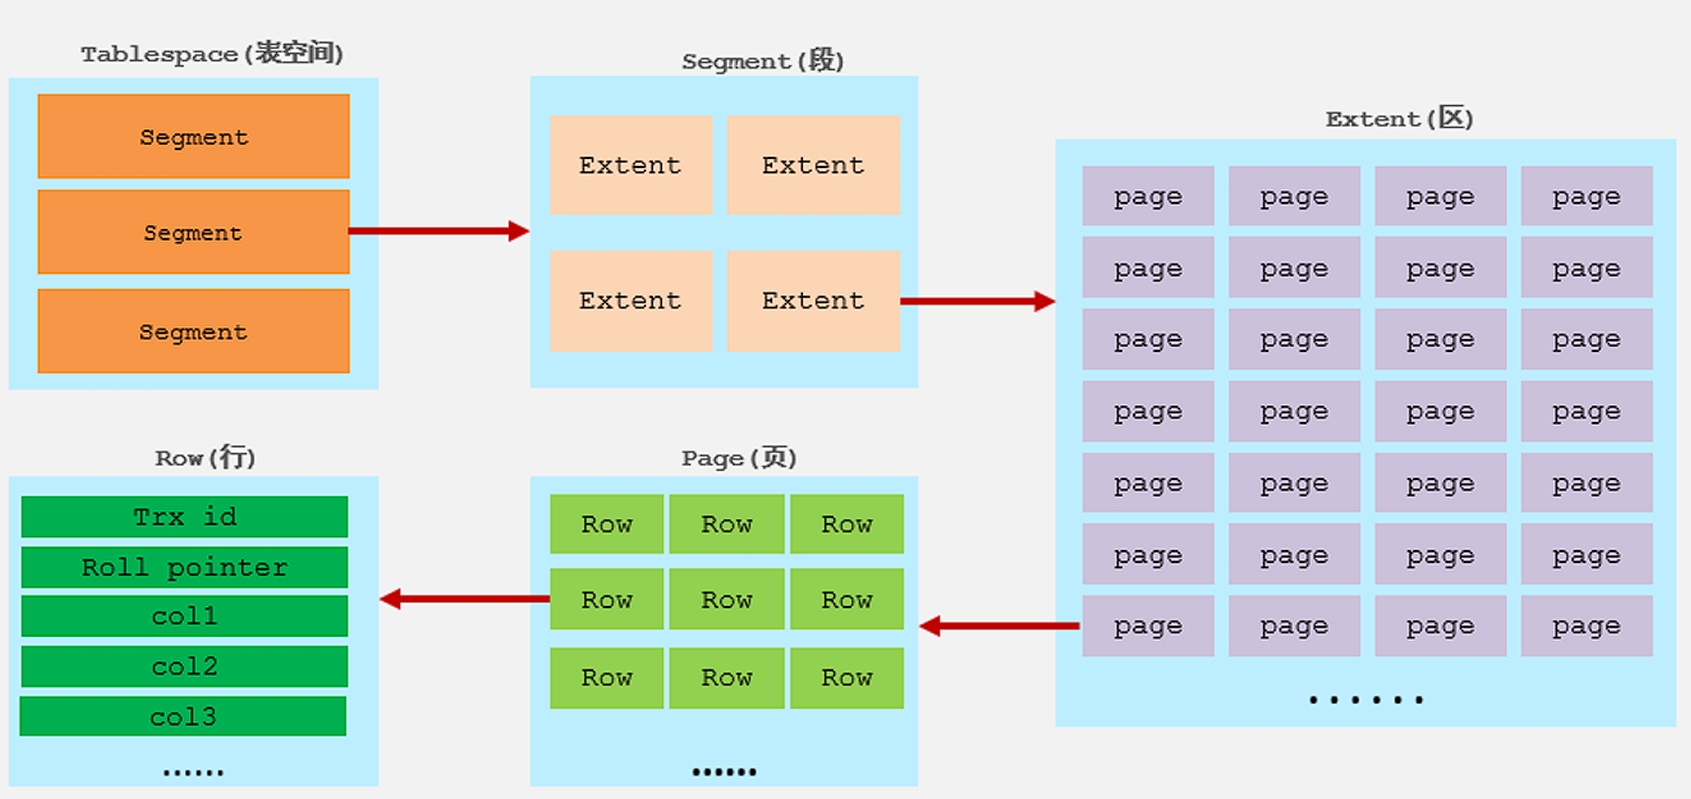 Tablespace(表空间)
Segment
Segment
Segment
Segment(段)
Extent Extent
Extent Extent
Extent(区)
page page page page
page page page page
page page page page
page page page page
page page page page
page page page page
page page page page
......
Page(页)
Row Row Row
Row Row Row
Row Row Row
......
Row(行)
Trx id
Roll pointer
col1
col2
col3
......